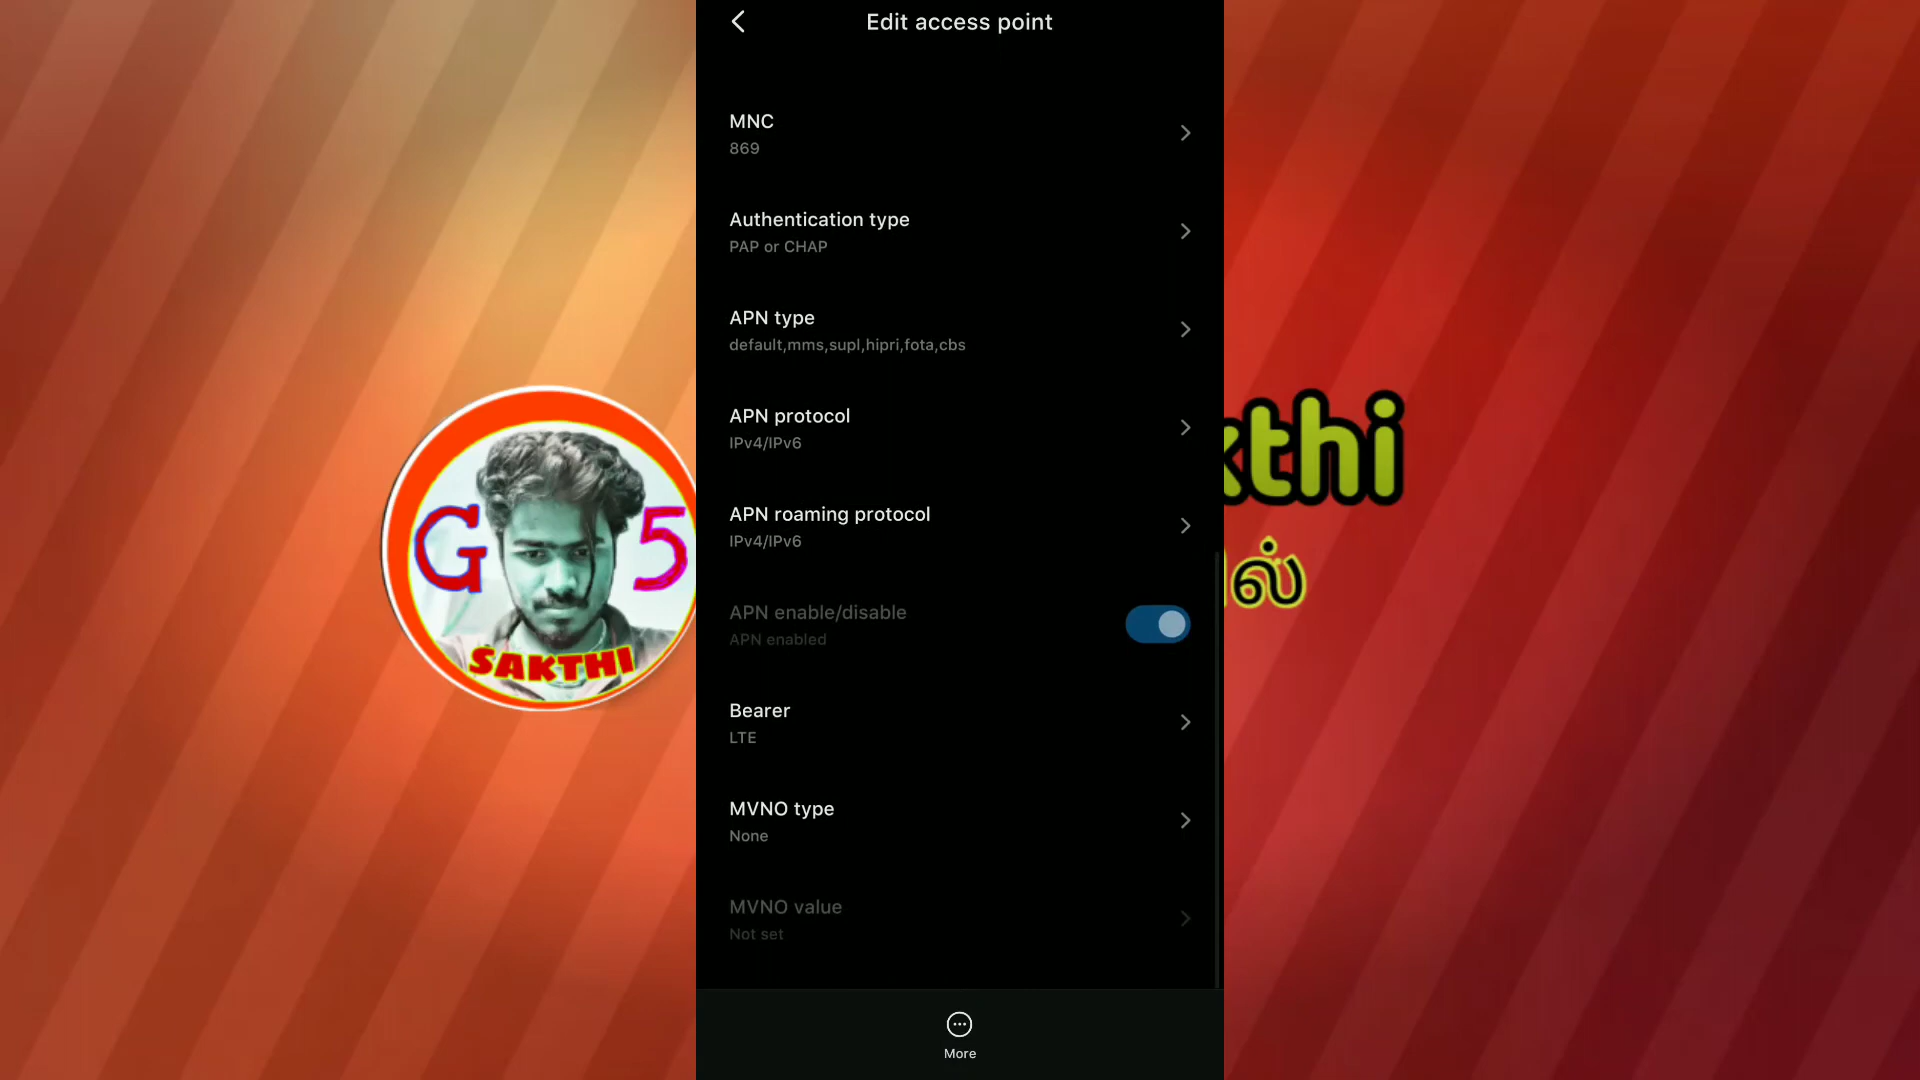 Edit access point
MNC
869
Authentication type
PAP or CHAP
APN type
default,mms,supl,hipri,fota,cbs
APN protocol
IPv4/IPv6
APN roaming protocol
IPv4/IPv6
APN enable/disable
APN enabled
Bearer
LTE
MVNO type
None
MVNO value
Not set
More
G 5
SAKTHI